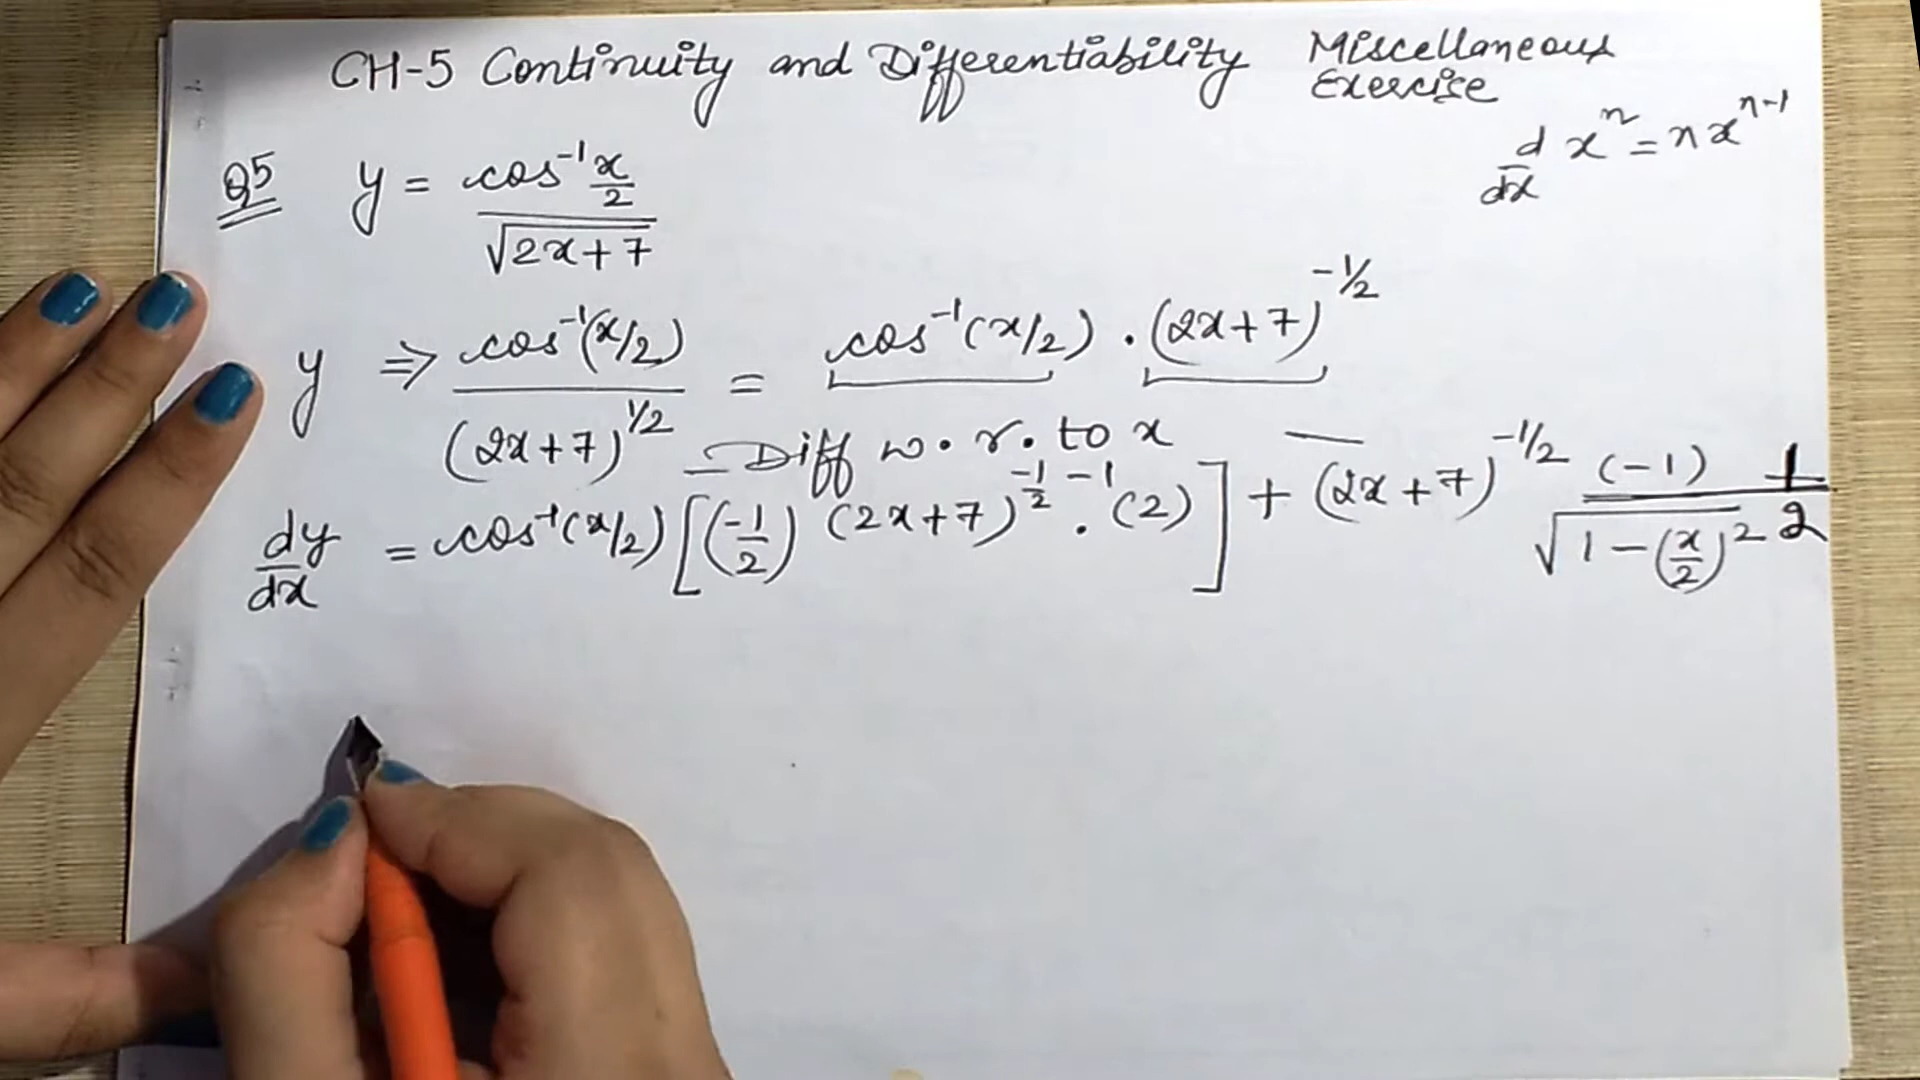 CH-5 Continuity and Differentiability Miscellaneous Exercise
d/dx x^n = nx^(n-1)
Q5 y = cos⁻¹ x/2 / √(2x+7)
y ⇒ cos⁻¹(x/2) / (2x+7)^(1/2) = cos⁻¹(x/2) · (2x+7)^(-1/2)
Diff w.r. to x
dy/dx = cos⁻¹(x/2) [(-1/2) (2x+7)^(-1/2 -1) · (2)] + (2x+7)^(-1/2) (-1)/√(1-(x/2)²) 1/2